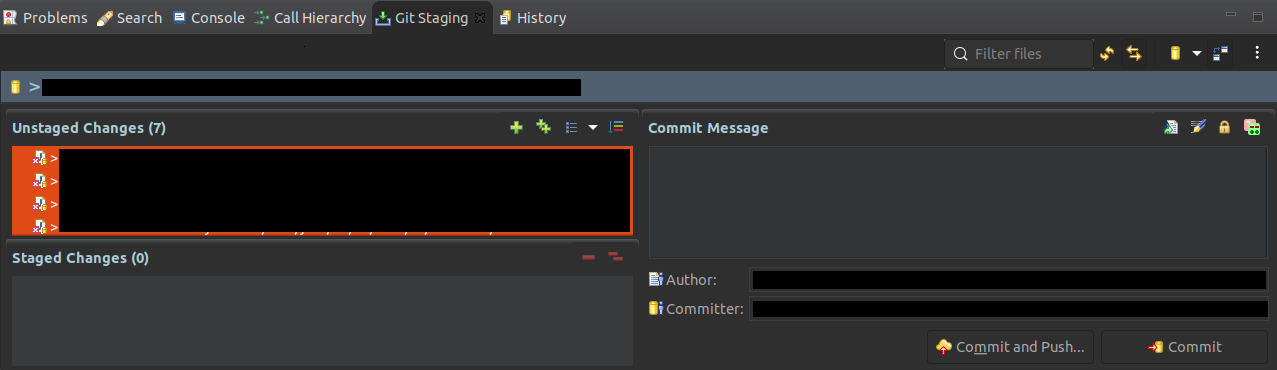 Problems Search Console Call Hierarchy Git Staging History
Filter files
>
Unstaged Changes (7)
Commit Message
>
>
>
>
Staged Changes (0)
Author:
Committer:
Commit and Push... Commit